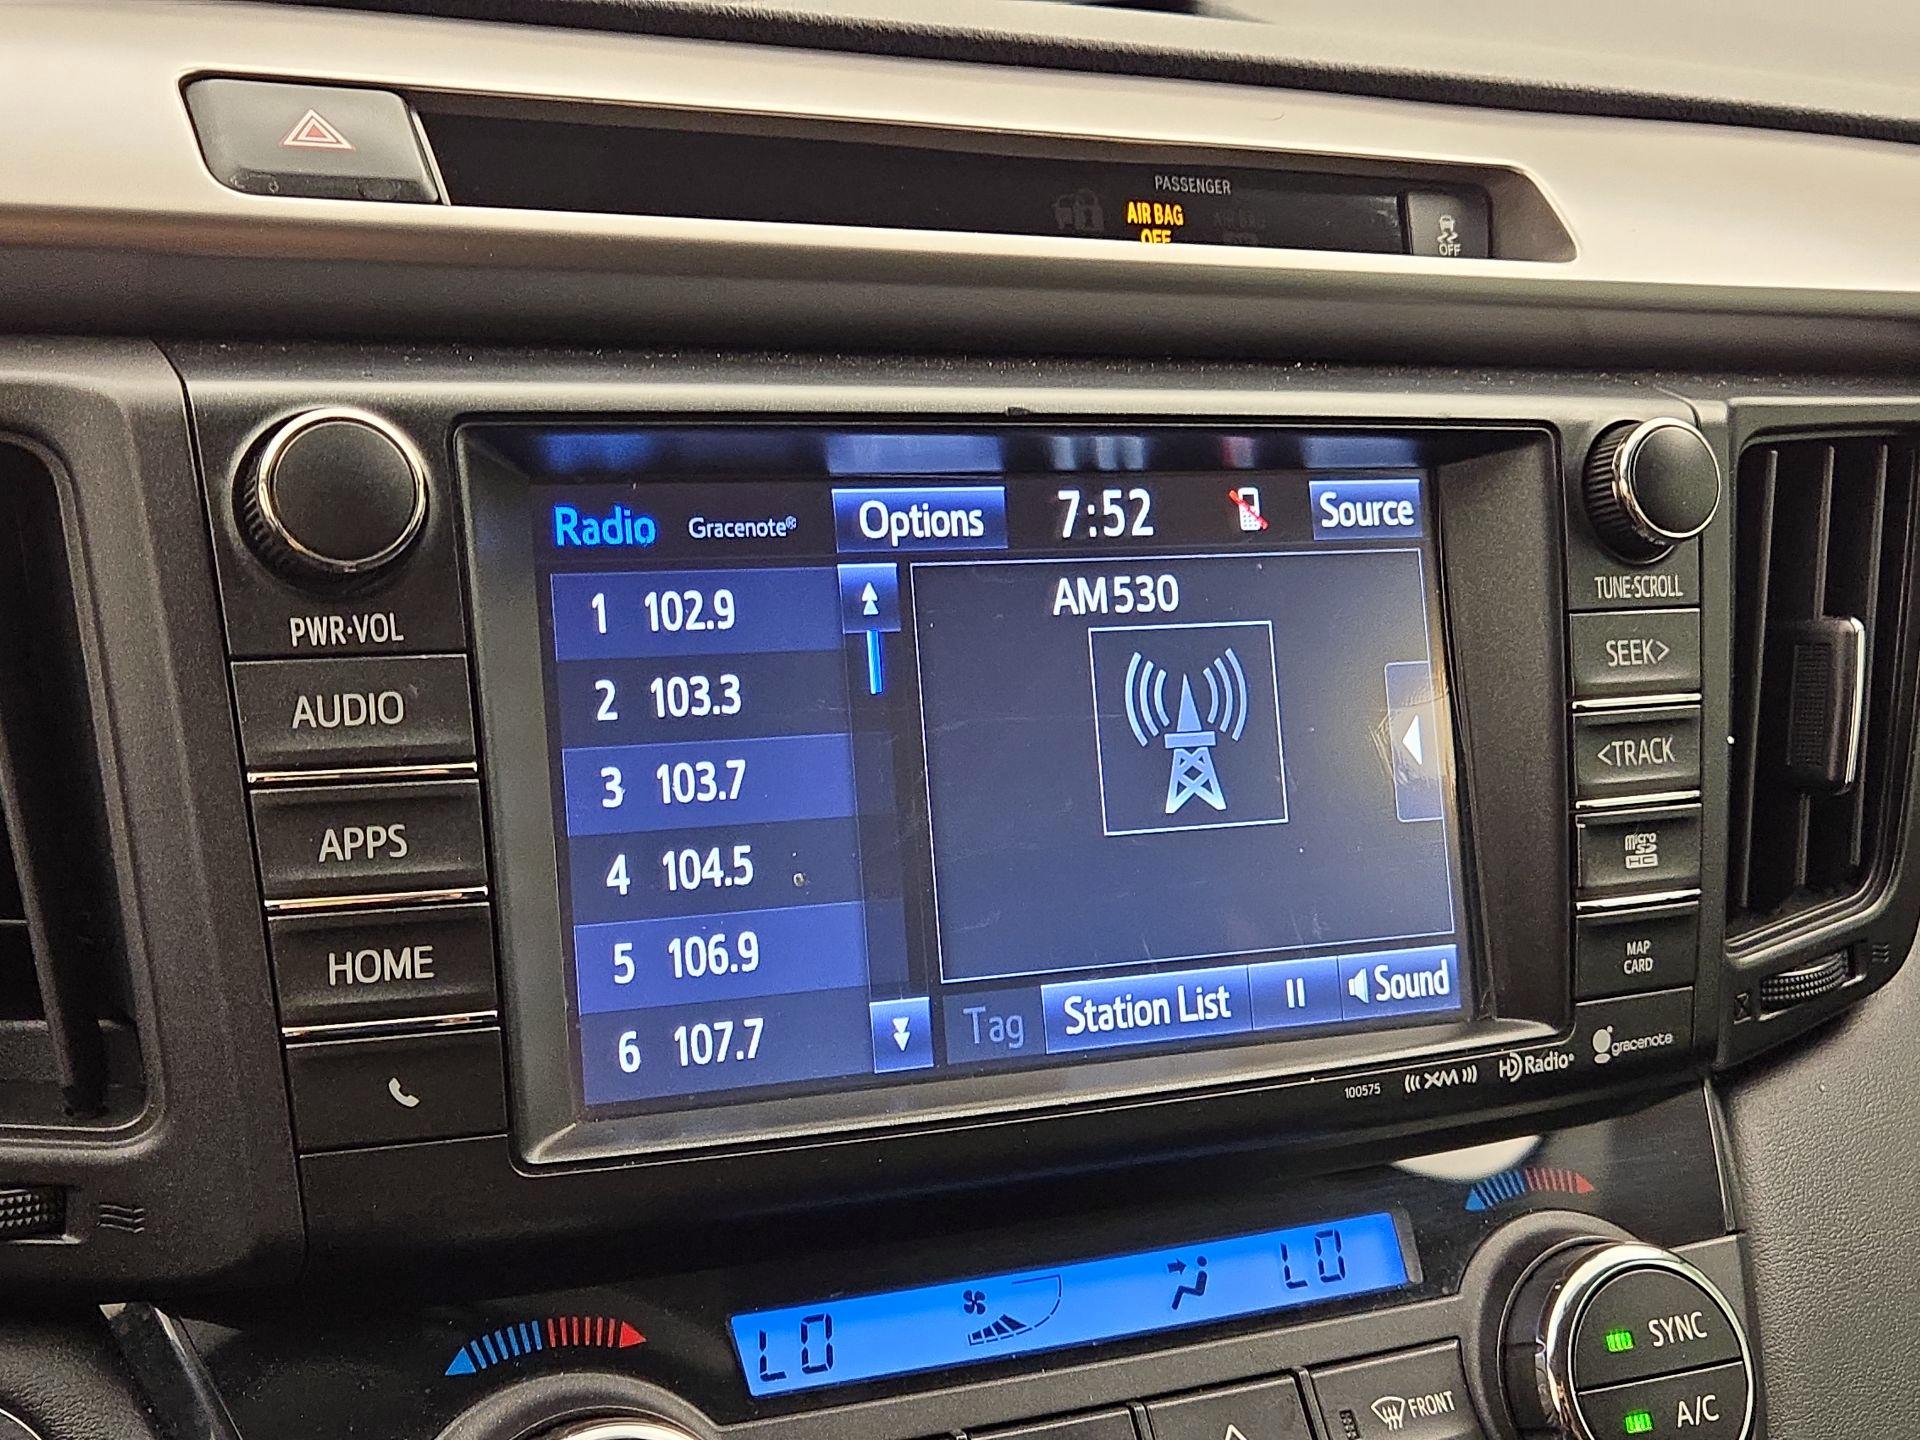 PASSENGER
AIR BAG
OFF
OFF
Radio Gracenote® Options 7:52 Source
1 102.9
2 103.3
3 103.7
4 104.5
5 106.9
6 107.7
AM 530
Tag Station List Sound
PWR·VOL
AUDIO
APPS
HOME
TUNE·SCROLL
SEEK>
<TRACK
micro
SD
HC
MAP
CARD
100575 ((( XM ))) HD Radio® gracenote
LO LO
SYNC
A/C
FRONT